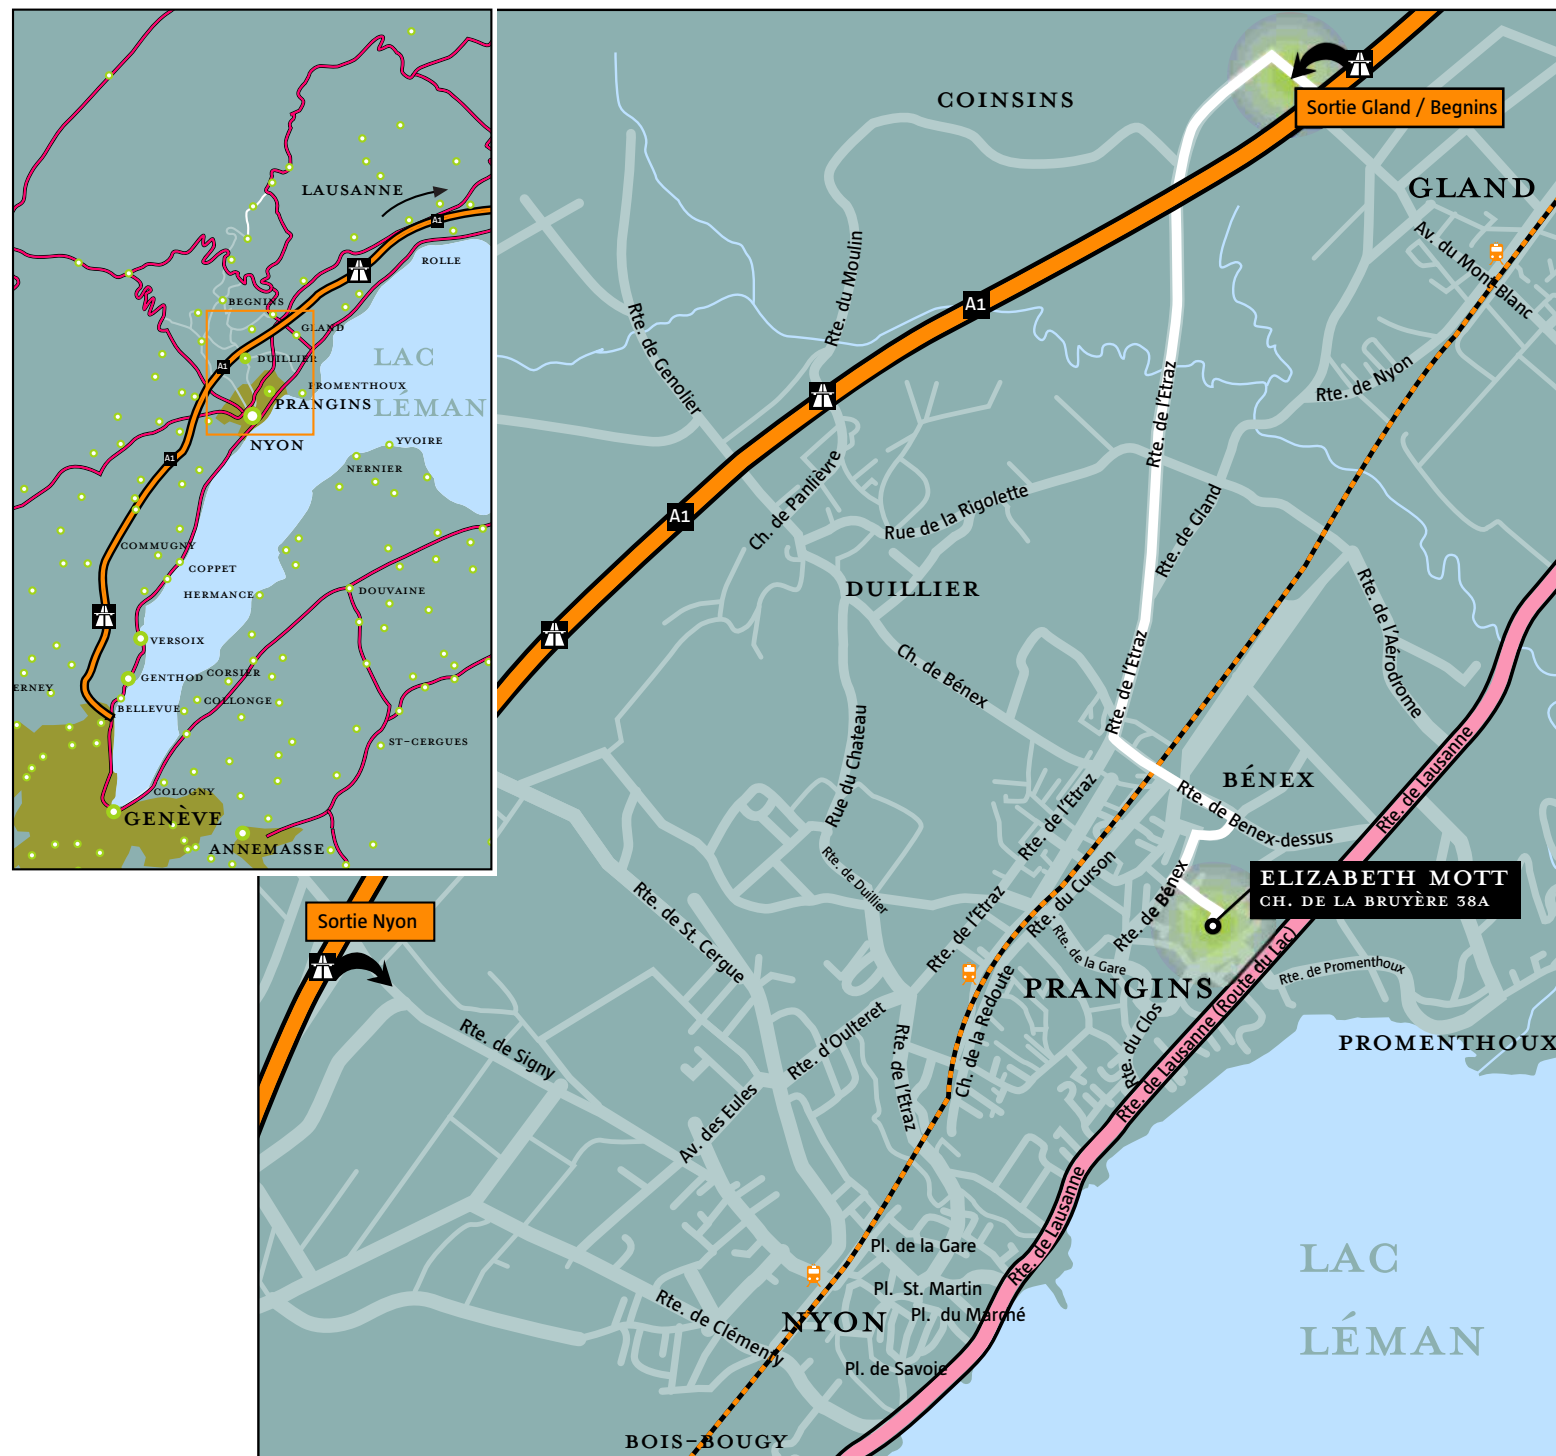 LAUSANNE
A1
ROLLE
BEGNINS
GLAND
LAC
LÉMAN
DUILLIER
A1
PROMENTHOUX
PRANGINS
NYON
YVOIRE
NERNIER
A1
COMMUGNY
COPPET
HERMANCE
DOUVAINE
VERSOIX
GENTHOD
CORSIER
ERNEY
BELLEVUE
COLLONGE
ST-CERGUES
COLOGNY
GENÈVE
ANNEMASSE
COINSINS
Sortie Gland / Begnins
GLAND
Av. du Mont-Blanc
Rte. du Moulin
A1
Rte. de Genolier
Rte. de l'Etraz
Rte. de Nyon
Ch. de Panlièvre
A1
Rue de la Rigolette
Rte. de Gland
DUILLIER
Rte. de l'Aérodrome
Ch. de Bénex
Rte. de l'Etraz
Rue du Chateau
BÉNEX
Rte. de Lausanne
Rte. de l'Etraz
Rte. de Benex-dessus
Rte. de Duillier
Rte. du Curson
Rte. de Bénex
ELIZABETH MOTT
CH. DE LA BRUYÈRE 38A
Sortie Nyon
Rte. de St. Cergue
Rte. de l'Etraz
Rte. de la Gare
Rte. de Promenthoux
PRANGINS
Rte. de Lausanne (Route du Lac)
Rte. de Signy
Rte. d'Oulteret
Rte. de l'Etraz
Ch. de la Redoute
Rte. du Clos
PROMENTHOUX
Av. des Eules
Rte. de Lausanne
Pl. de la Gare
Pl. St. Martin
Pl. du Marché
NYON
Rte. de Clémenty
Pl. de Savoie
LAC
LÉMAN
BOIS-BOUGY